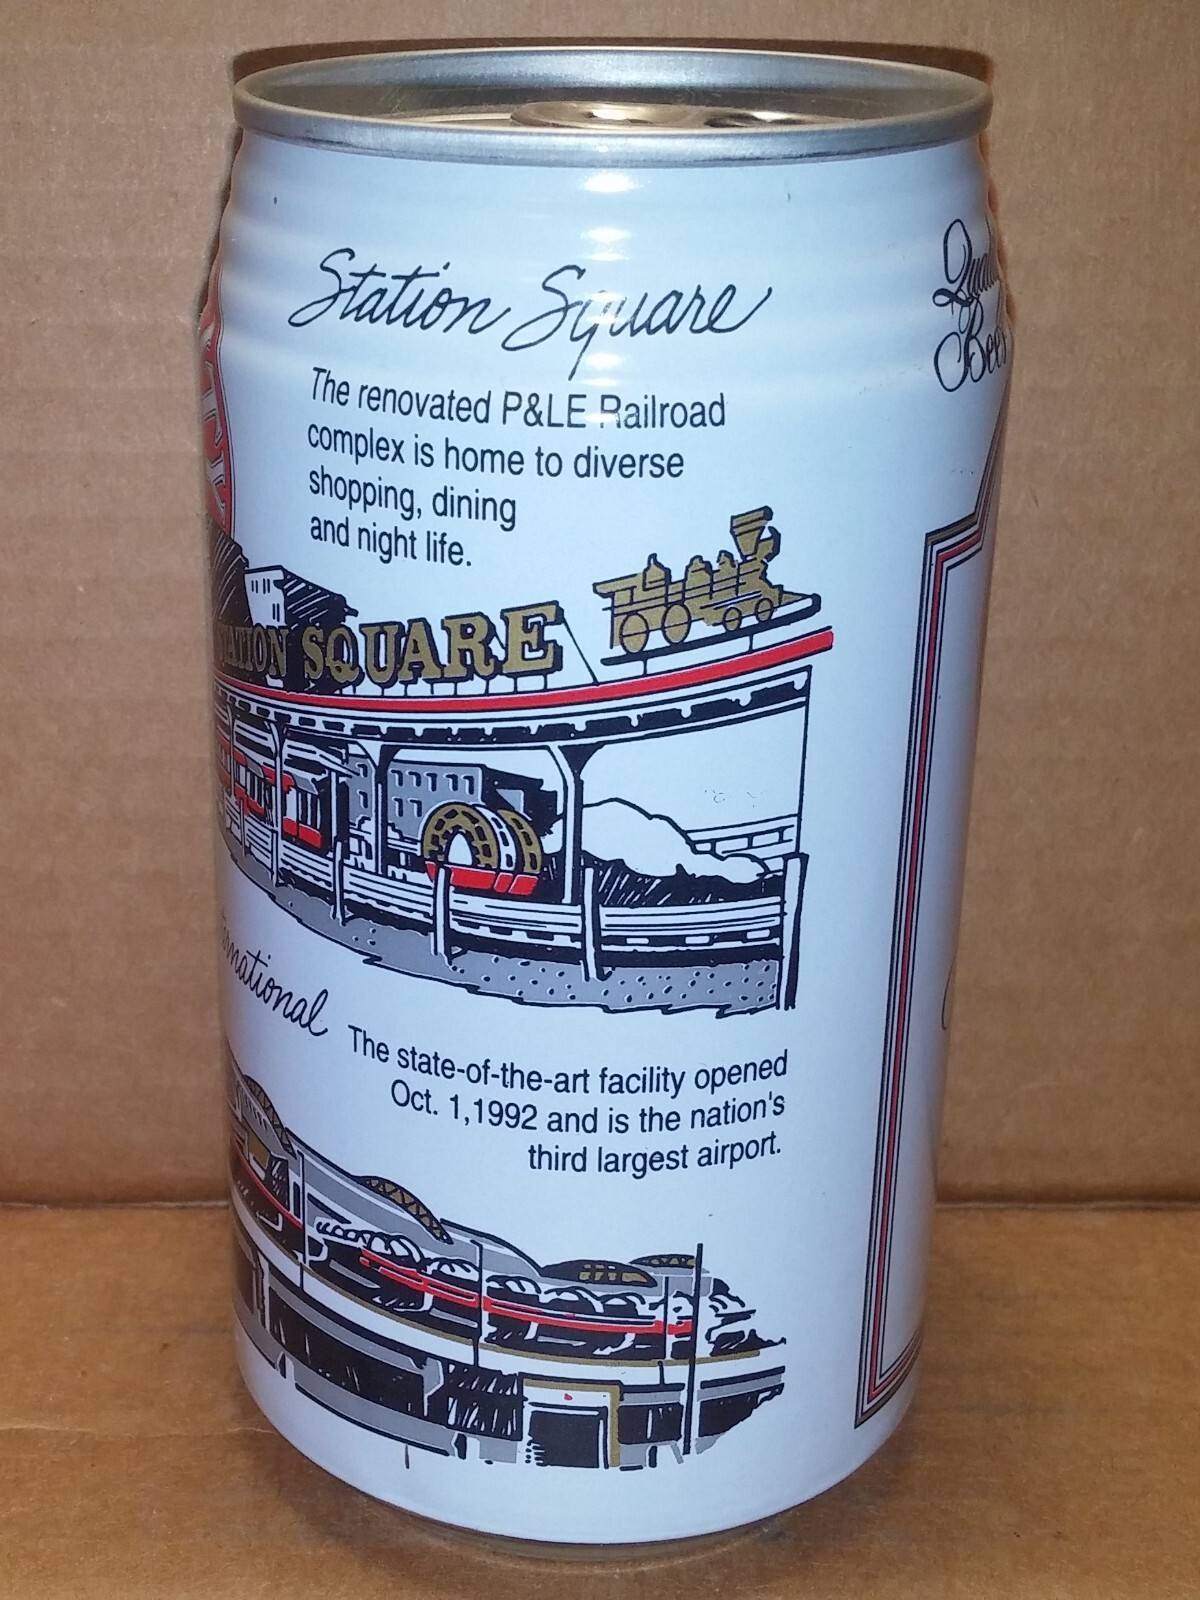 Station Square
The renovated P&LE Railroad
complex is home to diverse
shopping, dining
and night life.
STATION SQUARE
The state-of-the-art facility opened
Oct. 1,1992 and is the nation's
third largest airport.